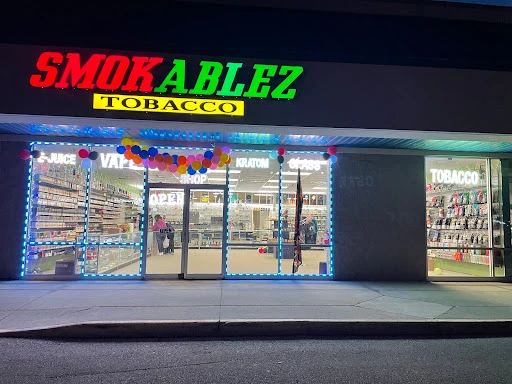 SMOKABLEZ
TOBACCO
E-JUICE VAPE SHOP KRATOM GLASS
OPEN
TOBACCO